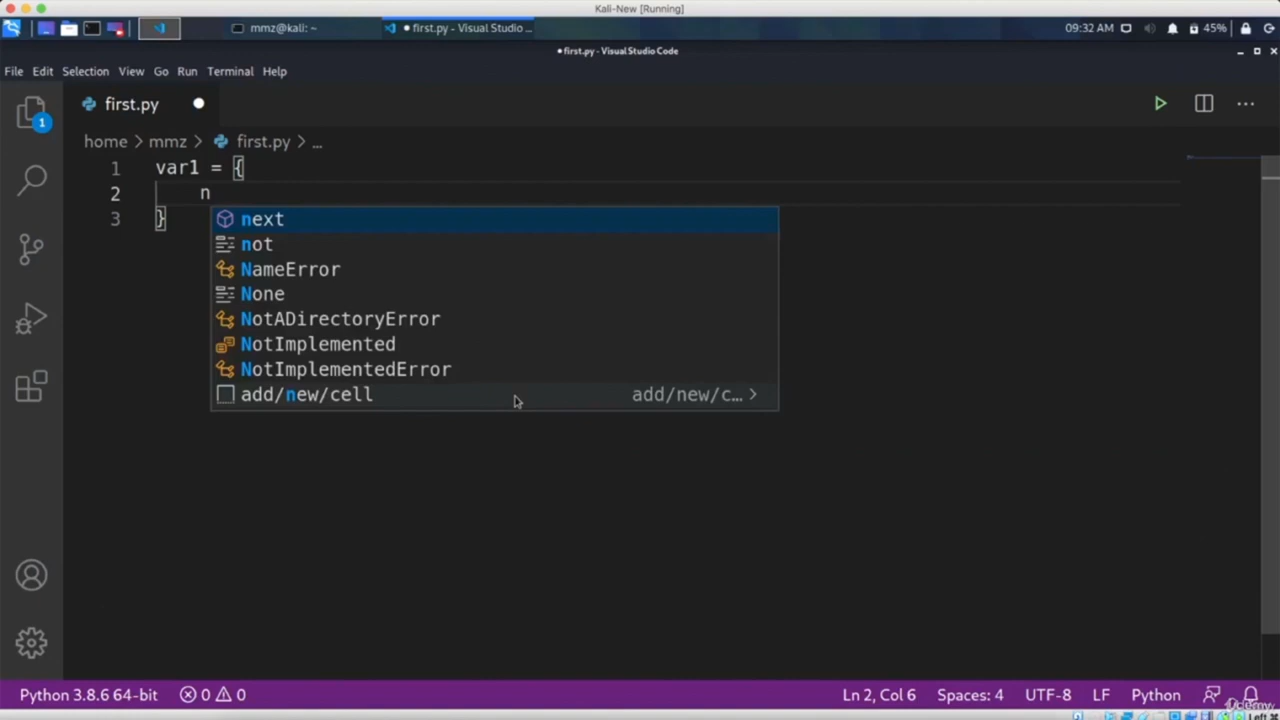 Kali-New [Running]
mmz@kali: ~
first.py - Visual Studio ...
09:32 AM
45%
first.py - Visual Studio Code
File Edit Selection View Go Run Terminal Help
1
first.py
home > mmz > first.py > ...
1 var1 = {
2 n
3 }
next
not
NameError
None
NotADirectoryError
NotImplemented
NotImplementedError
add/new/cell add/new/c...
Python 3.8.6 64-bit 0 0 Ln 2, Col 6 Spaces: 4 UTF-8 LF Python
Udemy
Left ⌘